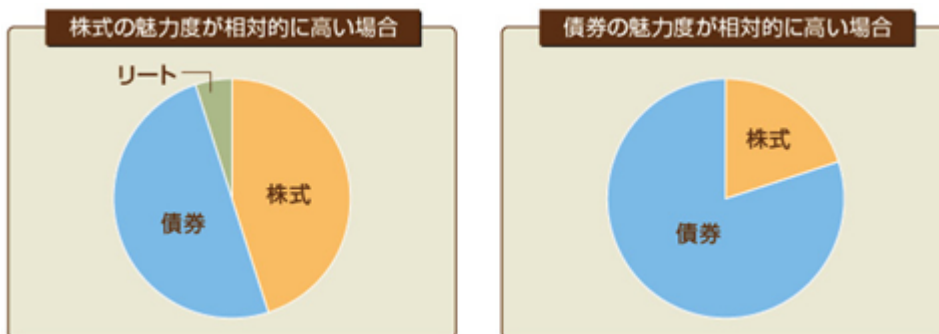 株式の魅力度が相対的に高い場合
リート
株式
債券
債券の魅力度が相対的に高い場合
株式
債券